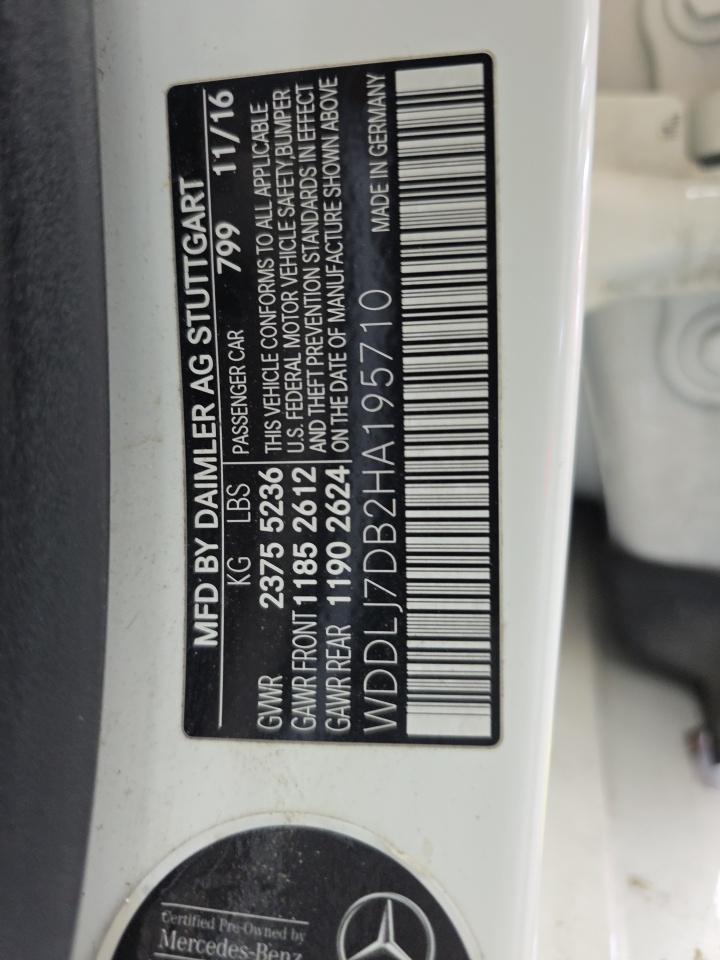 MFD BY DAIMLER AG STUTTGART
KG LBS PASSENGER CAR 799 11/16
GVWR 2375 5236
GAWR FRONT 1185 2612
GAWR REAR 1190 2624
THIS VEHICLE CONFORMS TO ALL APPLICABLE
U.S. FEDERAL MOTOR VEHICLE SAFETY, BUMPER
AND THEFT PREVENTION STANDARDS IN EFFECT
ON THE DATE OF MANUFACTURE SHOWN ABOVE
WDDLJ7DB2HA195710 MADE IN GERMANY
Certified Pre-Owned by
Mercedes-Benz